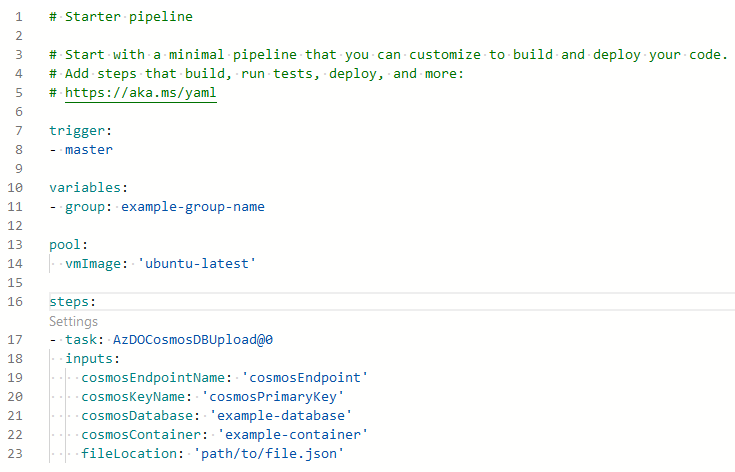 1 # Starter pipeline
2
3 # Start with a minimal pipeline that you can customize to build and deploy your code.
4 # Add steps that build, run tests, deploy, and more:
5 # https://aka.ms/yaml
6
7 trigger:
8 - master
9
10 variables:
11 - group: example-group-name
12
13 pool:
14   vmImage: 'ubuntu-latest'
15
16 steps:
Settings
17 - task: AzDOCosmosDBUpload@0
18   inputs:
19     cosmosEndpointName: 'cosmosEndpoint'
20     cosmosKeyName: 'cosmosPrimaryKey'
21     cosmosDatabase: 'example-database'
22     cosmosContainer: 'example-container'
23     fileLocation: 'path/to/file.json'